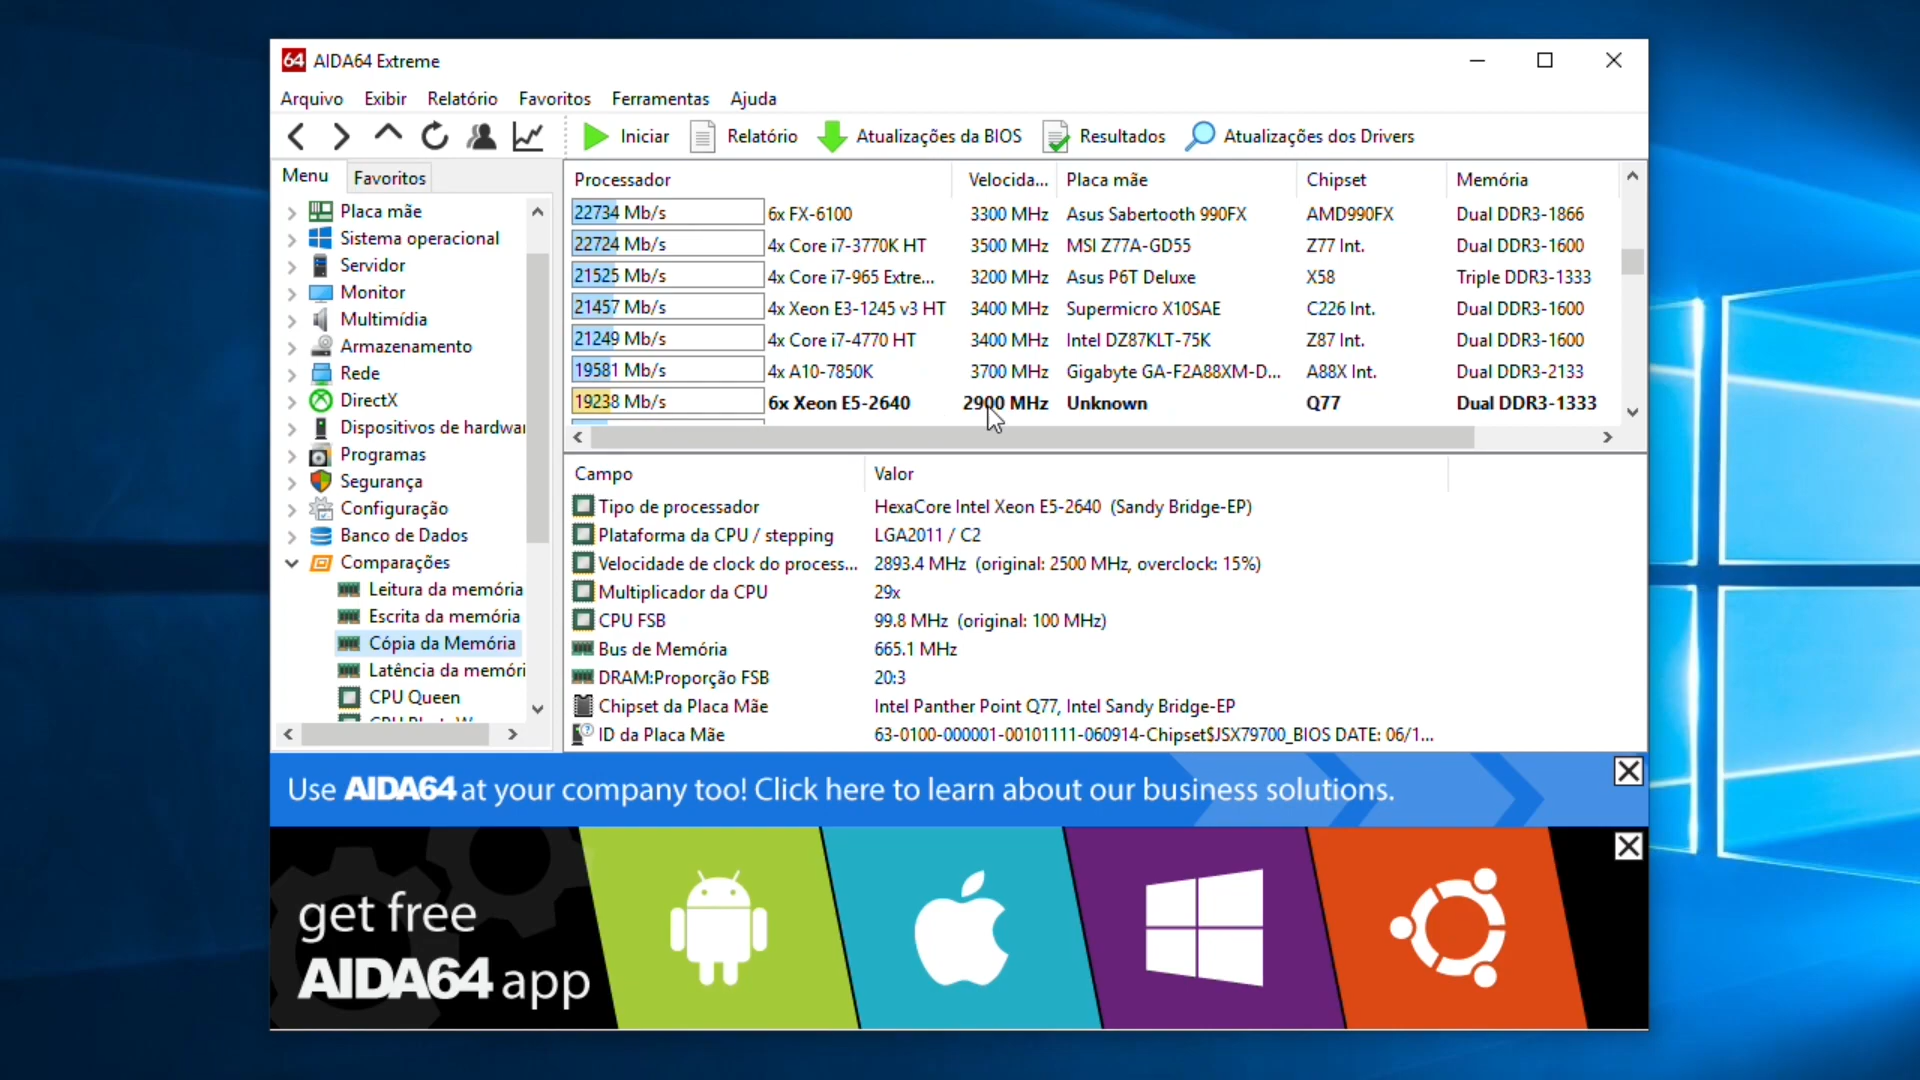 64 AIDA64 Extreme
Arquivo Exibir Relatório Favoritos Ferramentas Ajuda
Iniciar Relatório Atualizações da BIOS Resultados Atualizações dos Drivers
Menu Favoritos
Placa mãe
Sistema operacional
Servidor
Monitor
Multimídia
Armazenamento
Rede
DirectX
Dispositivos de hardwar
Programas
Segurança
Configuração
Banco de Dados
Comparações
Leitura da memória
Escrita da memória
Cópia da Memória
Latência da memóri
CPU Queen
Processador Velocida... Placa mãe Chipset Memória
22734 Mb/s 6x FX-6100 3300 MHz Asus Sabertooth 990FX AMD990FX Dual DDR3-1866
22724 Mb/s 4x Core i7-3770K HT 3500 MHz MSI Z77A-GD55 Z77 Int. Dual DDR3-1600
21525 Mb/s 4x Core i7-965 Extre... 3200 MHz Asus P6T Deluxe X58 Triple DDR3-1333
21457 Mb/s 4x Xeon E3-1245 v3 HT 3400 MHz Supermicro X10SAE C226 Int. Dual DDR3-1600
21249 Mb/s 4x Core i7-4770 HT 3400 MHz Intel DZ87KLT-75K Z87 Int. Dual DDR3-1600
19581 Mb/s 4x A10-7850K 3700 MHz Gigabyte GA-F2A88XM-D... A88X Int. Dual DDR3-2133
19238 Mb/s 6x Xeon E5-2640 2900 MHz Unknown Q77 Dual DDR3-1333
Campo Valor
Tipo de processador HexaCore Intel Xeon E5-2640 (Sandy Bridge-EP)
Plataforma da CPU / stepping LGA2011 / C2
Velocidade de clock do process... 2893.4 MHz (original: 2500 MHz, overclock: 15%)
Multiplicador da CPU 29x
CPU FSB 99.8 MHz (original: 100 MHz)
Bus de Memória 665.1 MHz
DRAM:Proporção FSB 20:3
Chipset da Placa Mãe Intel Panther Point Q77, Intel Sandy Bridge-EP
ID da Placa Mãe 63-0100-000001-00101111-060914-Chipset$JSX79700_BIOS DATE: 06/1...
Use AIDA64 at your company too! Click here to learn about our business solutions.
get free
AIDA64 app